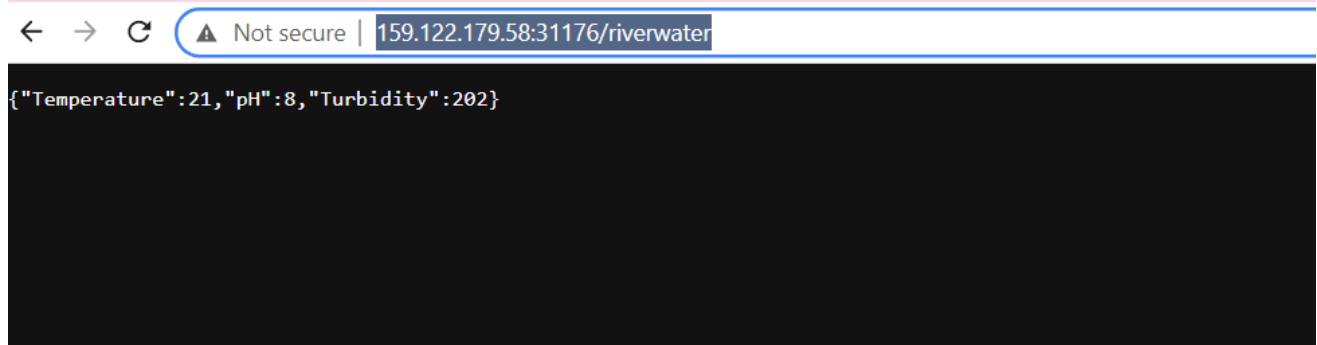 Not secure | 159.122.179.58:31176/riverwater
{"Temperature":21,"pH":8,"Turbidity":202}